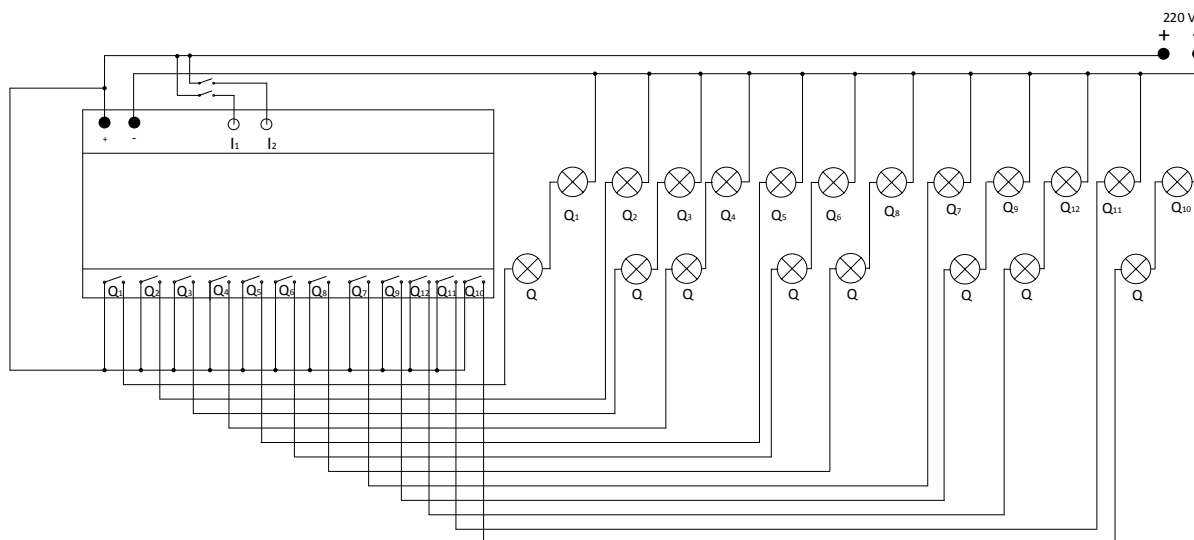 220 V
+ -
+ -
I₁ I₂
Q₁ Q₂ Q₃ Q₄ Q₅ Q₆ Q₈ Q₇ Q₉ Q₁₂ Q₁₁ Q₁₀
Q Q Q Q Q Q Q Q
Q₁ Q₂ Q₃ Q₄ Q₅ Q₆ Q₈ Q₇ Q₉ Q₁₂ Q₁₁ Q₁₀